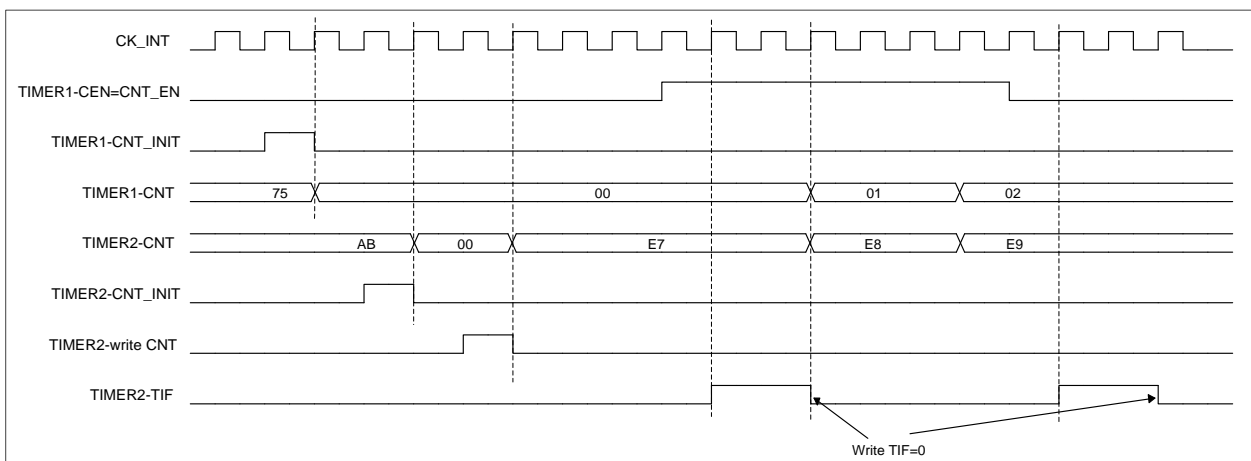 CK_INT
TIMER1-CEN=CNT_EN
TIMER1-CNT_INIT
TIMER1-CNT 75 00 01 02
TIMER2-CNT AB 00 E7 E8 E9
TIMER2-CNT_INIT
TIMER2-write CNT
TIMER2-TIF
Write TIF=0